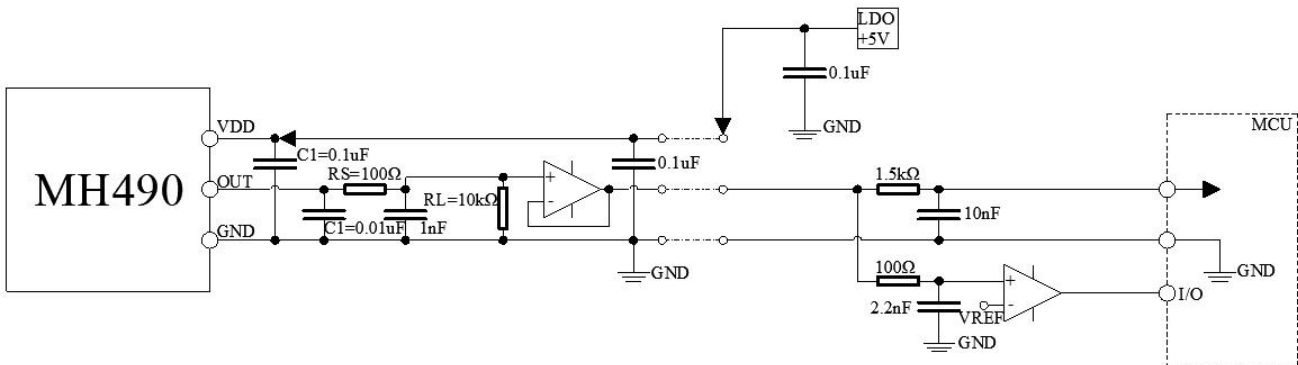 LDO
+5V
0.1uF
GND
MCU
VDD
C1=0.1uF
0.1uF
MH490
OUT
RS=100Ω
RL=10kΩ
+
-
1.5kΩ
10nF
GND
C1=0.01uF
1nF
GND
GND
100Ω
+
-
I/O
2.2nF
VREF
GND